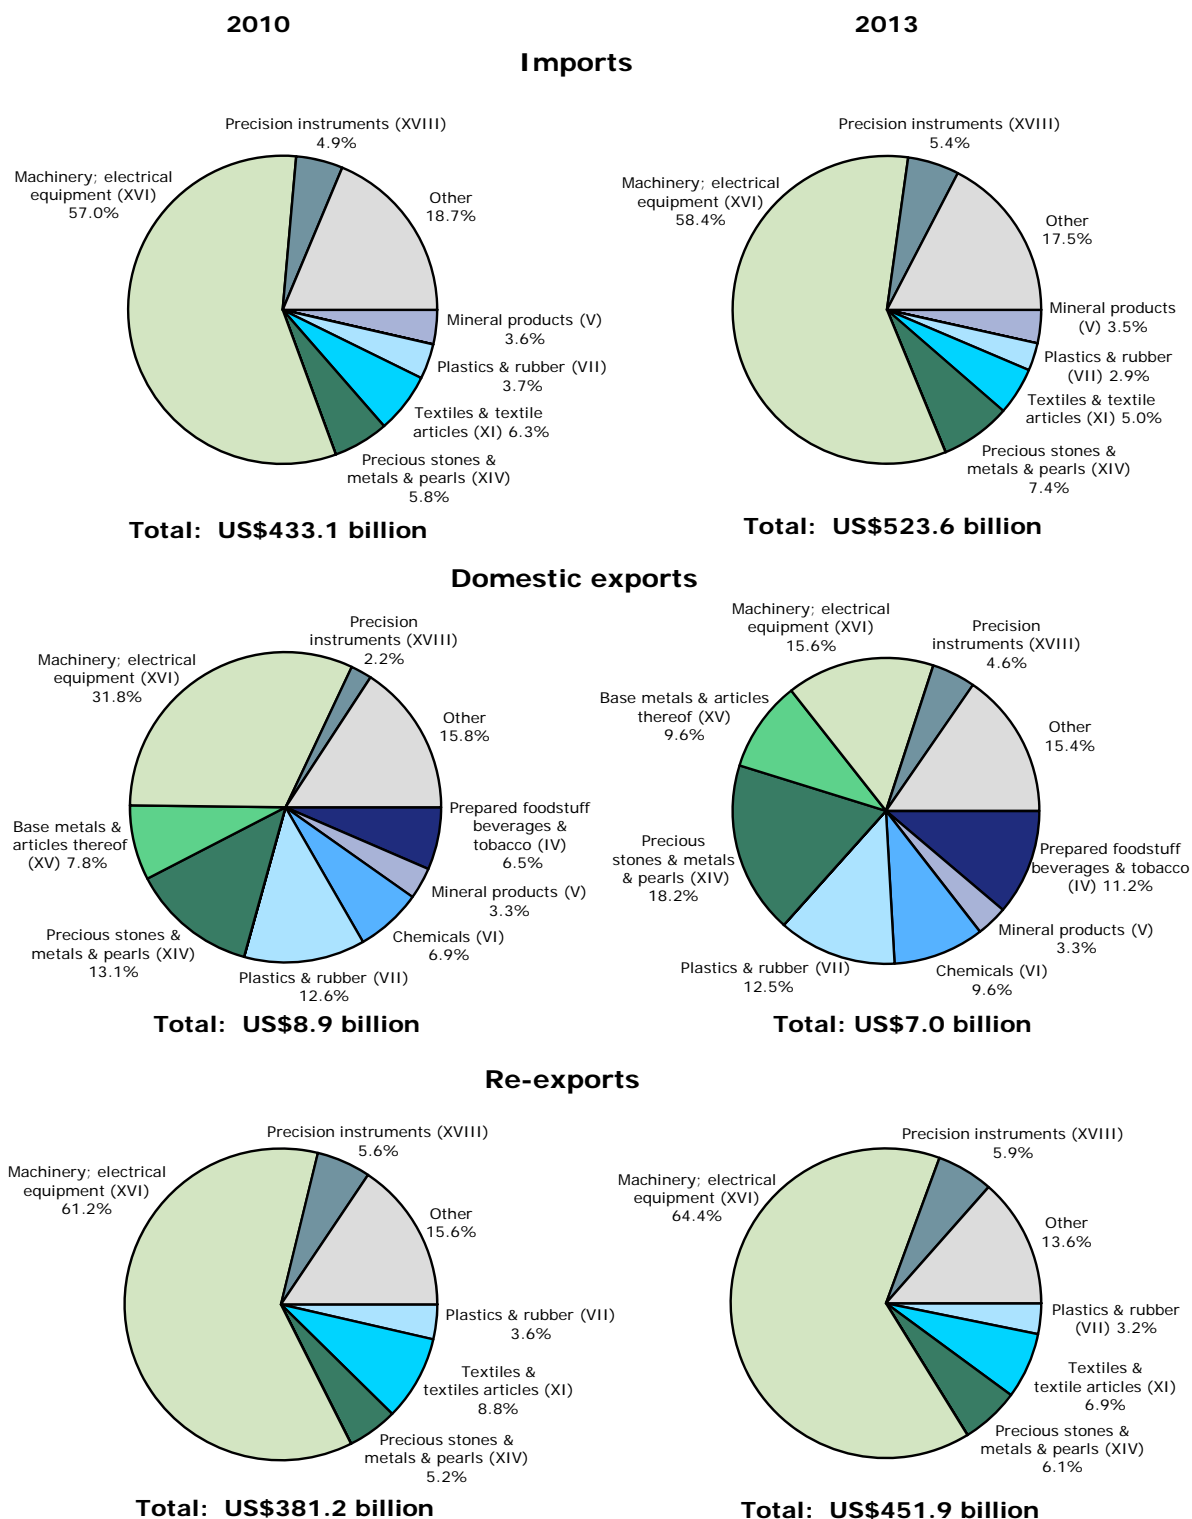 2010
2013
Imports
Precision instruments (XVIII)
4.9%
Machinery; electrical
equipment (XVI)
57.0%
Other
18.7%
Mineral products (V)
3.6%
Plastics & rubber (VII)
3.7%
Textiles & textile
articles (XI) 6.3%
Precious stones &
metals & pearls (XIV)
5.8%
Total:  US$433.1 billion
Precision instruments (XVIII)
5.4%
Machinery; electrical
equipment (XVI)
58.4%
Other
17.5%
Mineral products
(V) 3.5%
Plastics & rubber
(VII) 2.9%
Textiles & textile
articles (XI) 5.0%
Precious stones &
metals & pearls (XIV)
7.4%
Total:  US$523.6 billion
Domestic exports
Precision
instruments (XVIII)
2.2%
Machinery; electrical
equipment (XVI)
31.8%
Other
15.8%
Prepared foodstuff
beverages &
tobacco (IV)
6.5%
Base metals &
articles thereof
(XV) 7.8%
Mineral products (V)
3.3%
Chemicals (VI)
6.9%
Precious stones &
metals & pearls (XIV)
13.1%
Plastics & rubber (VII)
12.6%
Total:  US$8.9 billion
Machinery; electrical
equipment (XVI)
15.6%
Precision
instruments (XVIII)
4.6%
Base metals & articles
thereof (XV)
9.6%
Other
15.4%
Precious
stones & metals
& pearls (XIV)
18.2%
Prepared foodstuff
beverages & tobacco
(IV) 11.2%
Mineral products (V)
3.3%
Plastics & rubber (VII)
12.5%
Chemicals (VI)
9.6%
Total: US$7.0 billion
Re-exports
Precision instruments (XVIII)
5.6%
Machinery; electrical
equipment (XVI)
61.2%
Other
15.6%
Plastics & rubber (VII)
3.6%
Textiles &
textiles articles (XI)
8.8%
Precious stones &
metals & pearls (XIV)
5.2%
Total:  US$381.2 billion
Precision instruments (XVIII)
5.9%
Machinery; electrical
equipment (XVI)
64.4%
Other
13.6%
Plastics & rubber
(VII) 3.2%
Textiles &
textile articles (XI)
6.9%
Precious stones &
metals & pearls (XIV)
6.1%
Total:  US$451.9 billion